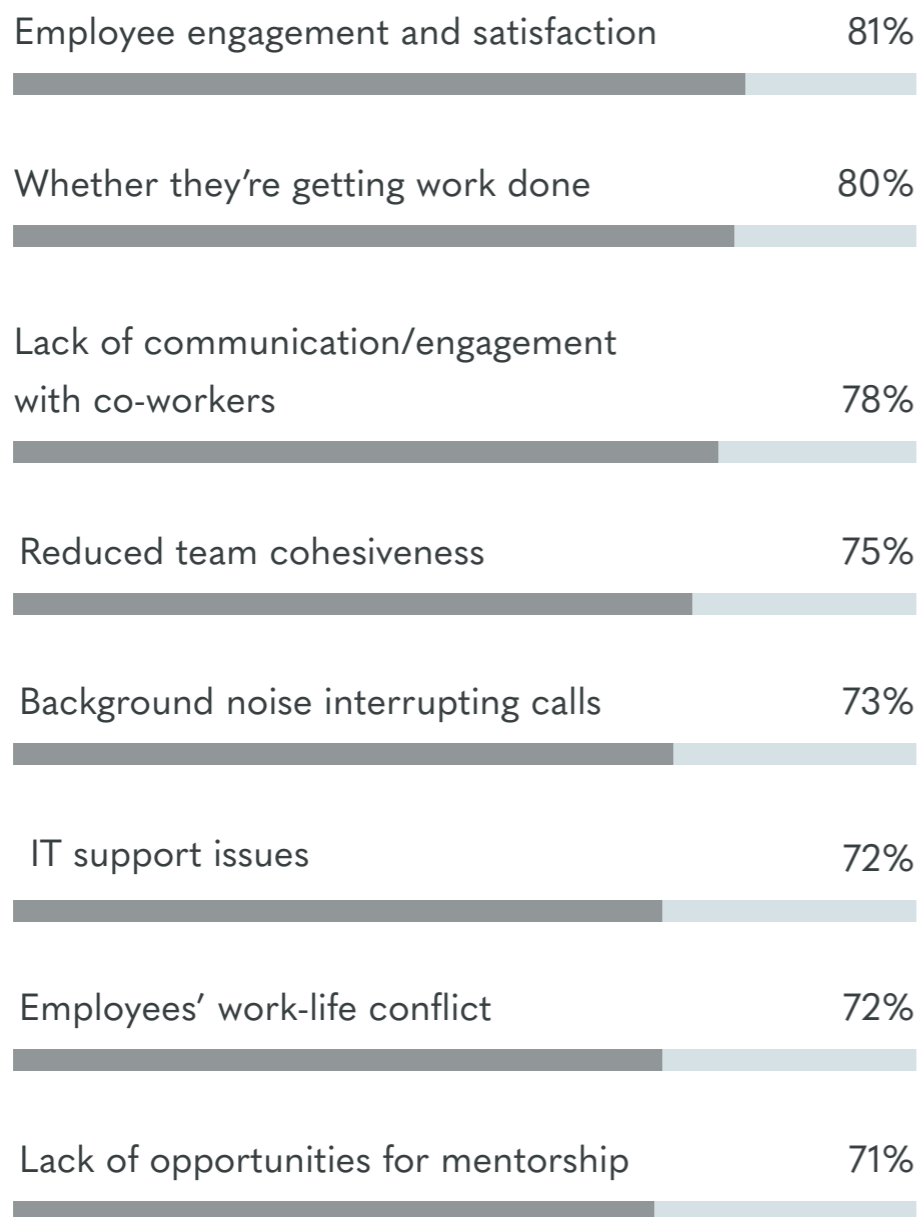 Employee engagement and satisfaction 81%
Whether they’re getting work done 80%
Lack of communication/engagement
with co-workers 78%
Reduced team cohesiveness 75%
Background noise interrupting calls 73%
IT support issues 72%
Employees’ work-life conflict 72%
Lack of opportunities for mentorship 71%